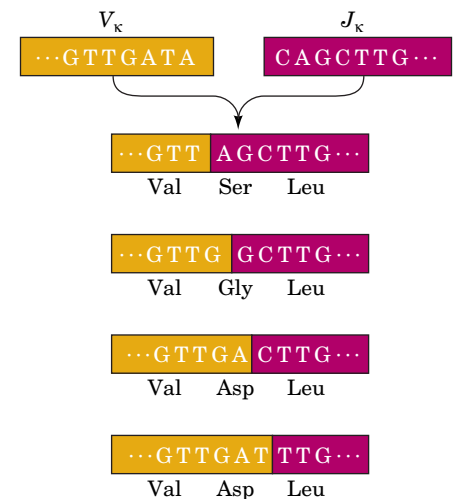 Vκ Jκ
···GTTGATA CAGCTTG···
···GTT AGCTTG···
Val Ser Leu
···GTTG GCTTG···
Val Gly Leu
···GTTGA CTTG···
Val Asp Leu
···GTTGAT TTG···
Val Asp Leu